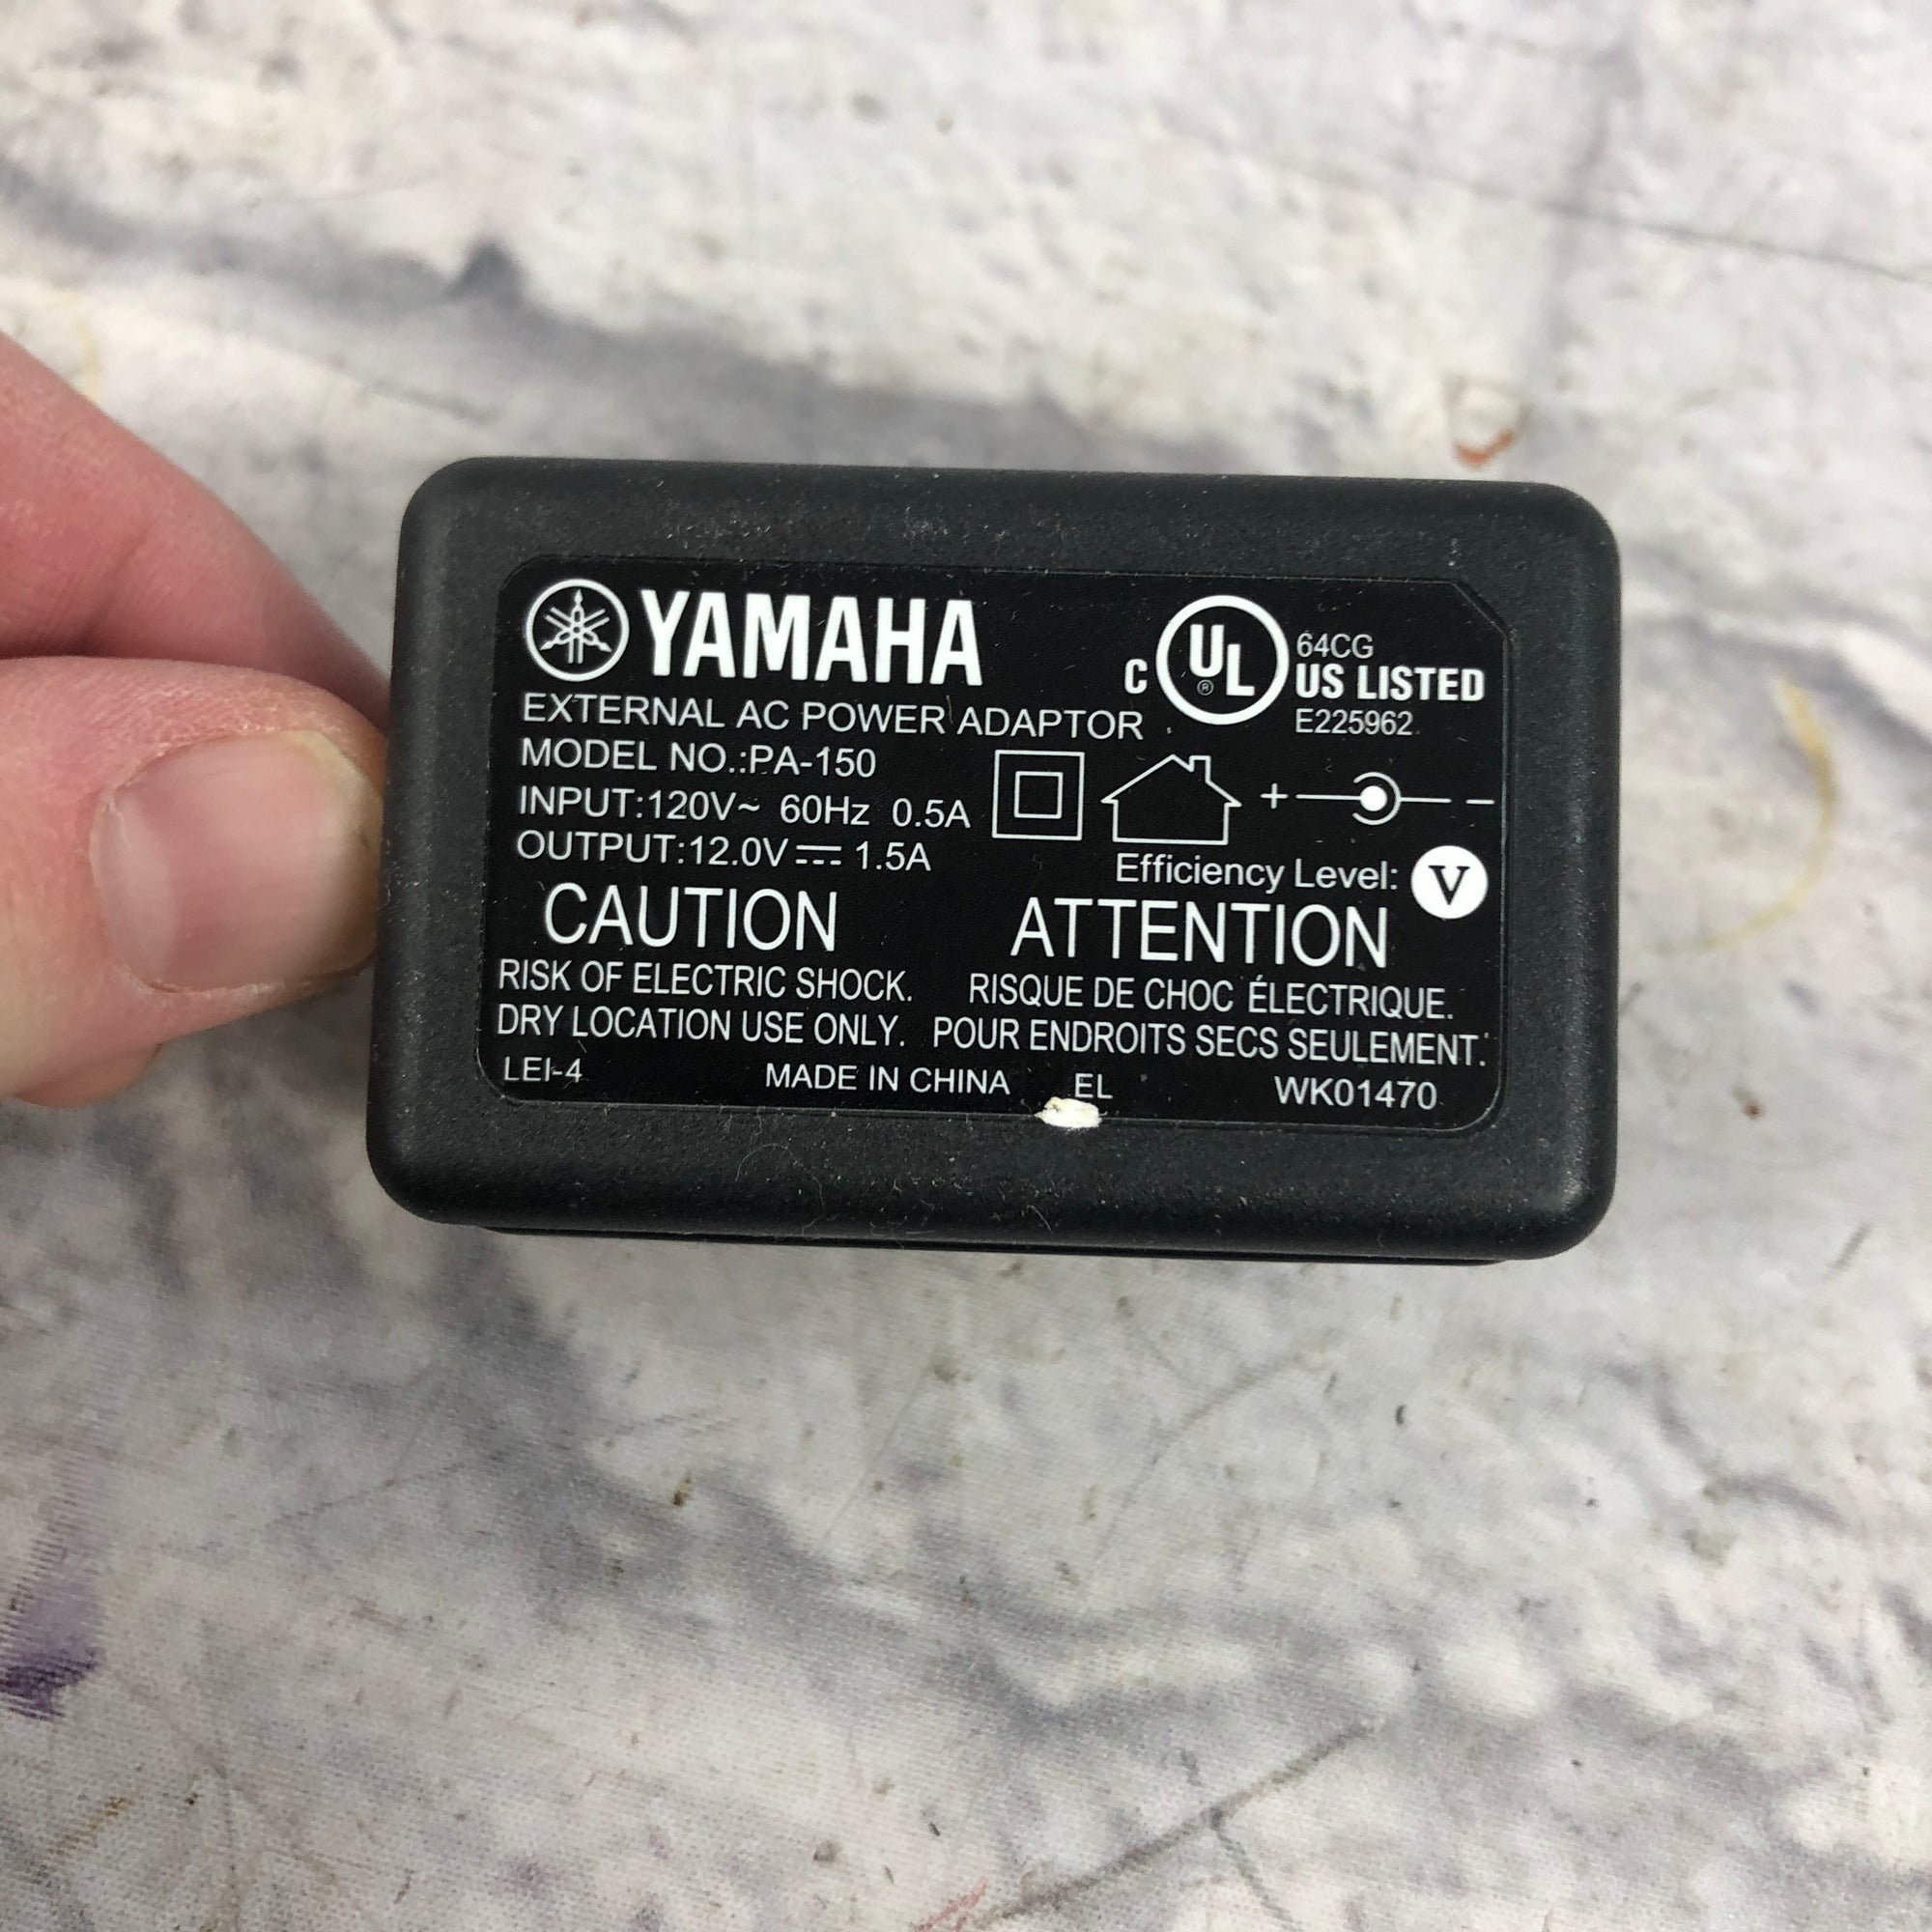 YAMAHA
C UL ® 64CG
US LISTED
E225962
EXTERNAL AC POWER ADAPTOR
MODEL NO.:PA-150
INPUT:120V~ 60Hz 0.5A
+ −
OUTPUT:12.0V⎓ 1.5A
Efficiency Level: V
CAUTION
RISK OF ELECTRIC SHOCK.
DRY LOCATION USE ONLY.
ATTENTION
RISQUE DE CHOC ÉLECTRIQUE.
POUR ENDROITS SECS SEULEMENT.
LEI-4 MADE IN CHINA EL WK01470